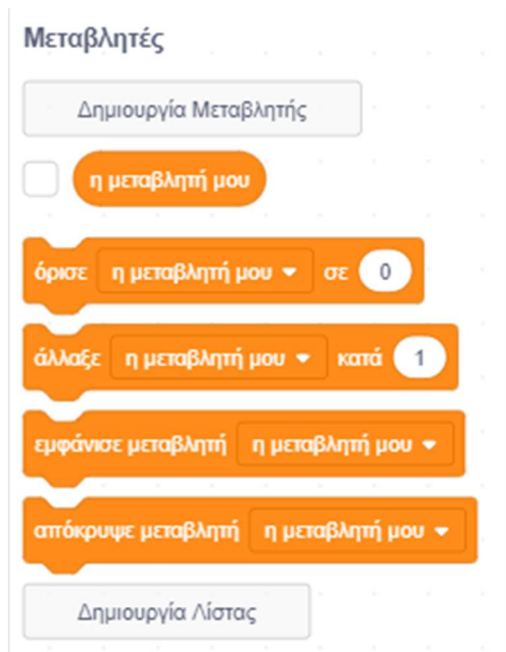 Μεταβλητές
Δημιουργία Μεταβλητής
η μεταβλητή μου
όρισε η μεταβλητή μου σε 0
άλλαξε η μεταβλητή μου κατά 1
εμφάνισε μεταβλητή η μεταβλητή μου
απόκρυψε μεταβλητή η μεταβλητή μου
Δημιουργία Λίστας